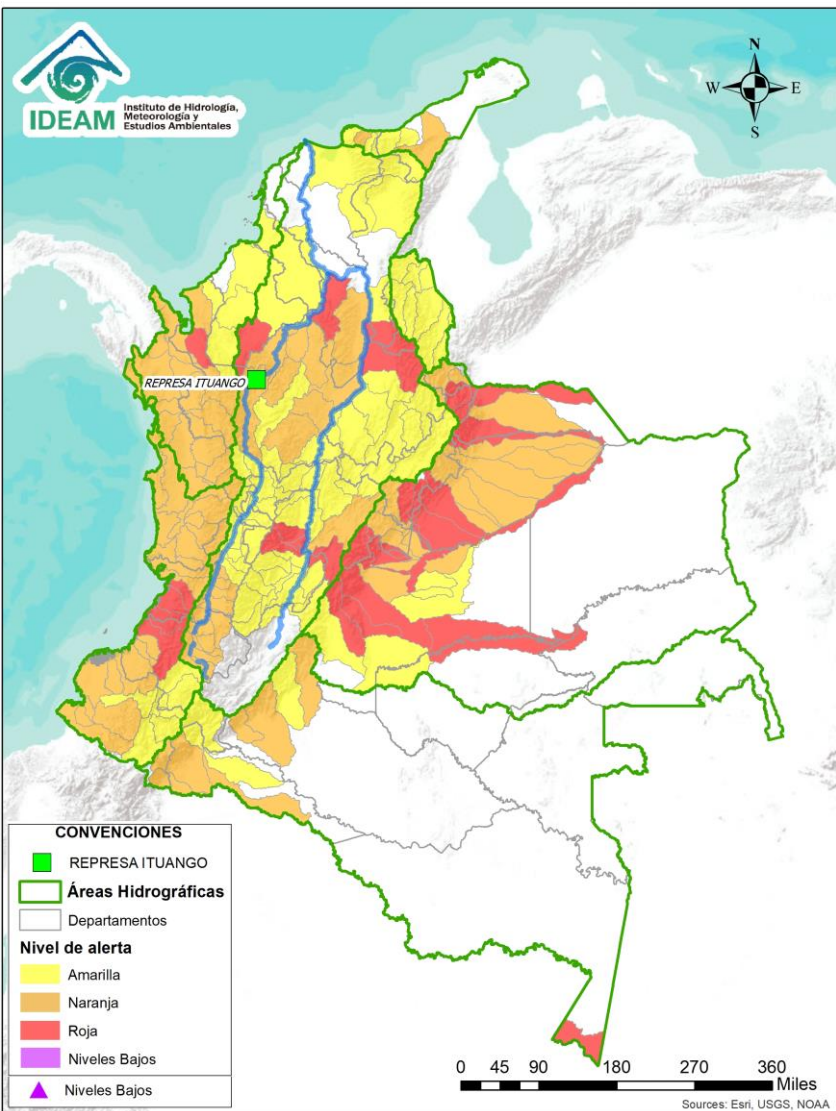 IDEAM
Instituto de Hidrología,
Meteorología y
Estudios Ambientales
N
W
E
S
REPRESA ITUANGO
CONVENCIONES
REPRESA ITUANGO
Áreas Hidrográficas
Departamentos
Nivel de alerta
Amarilla
Naranja
Roja
Niveles Bajos
Niveles Bajos
0 45 90 180 270 360
Miles
Sources: Esri, USGS, NOAA